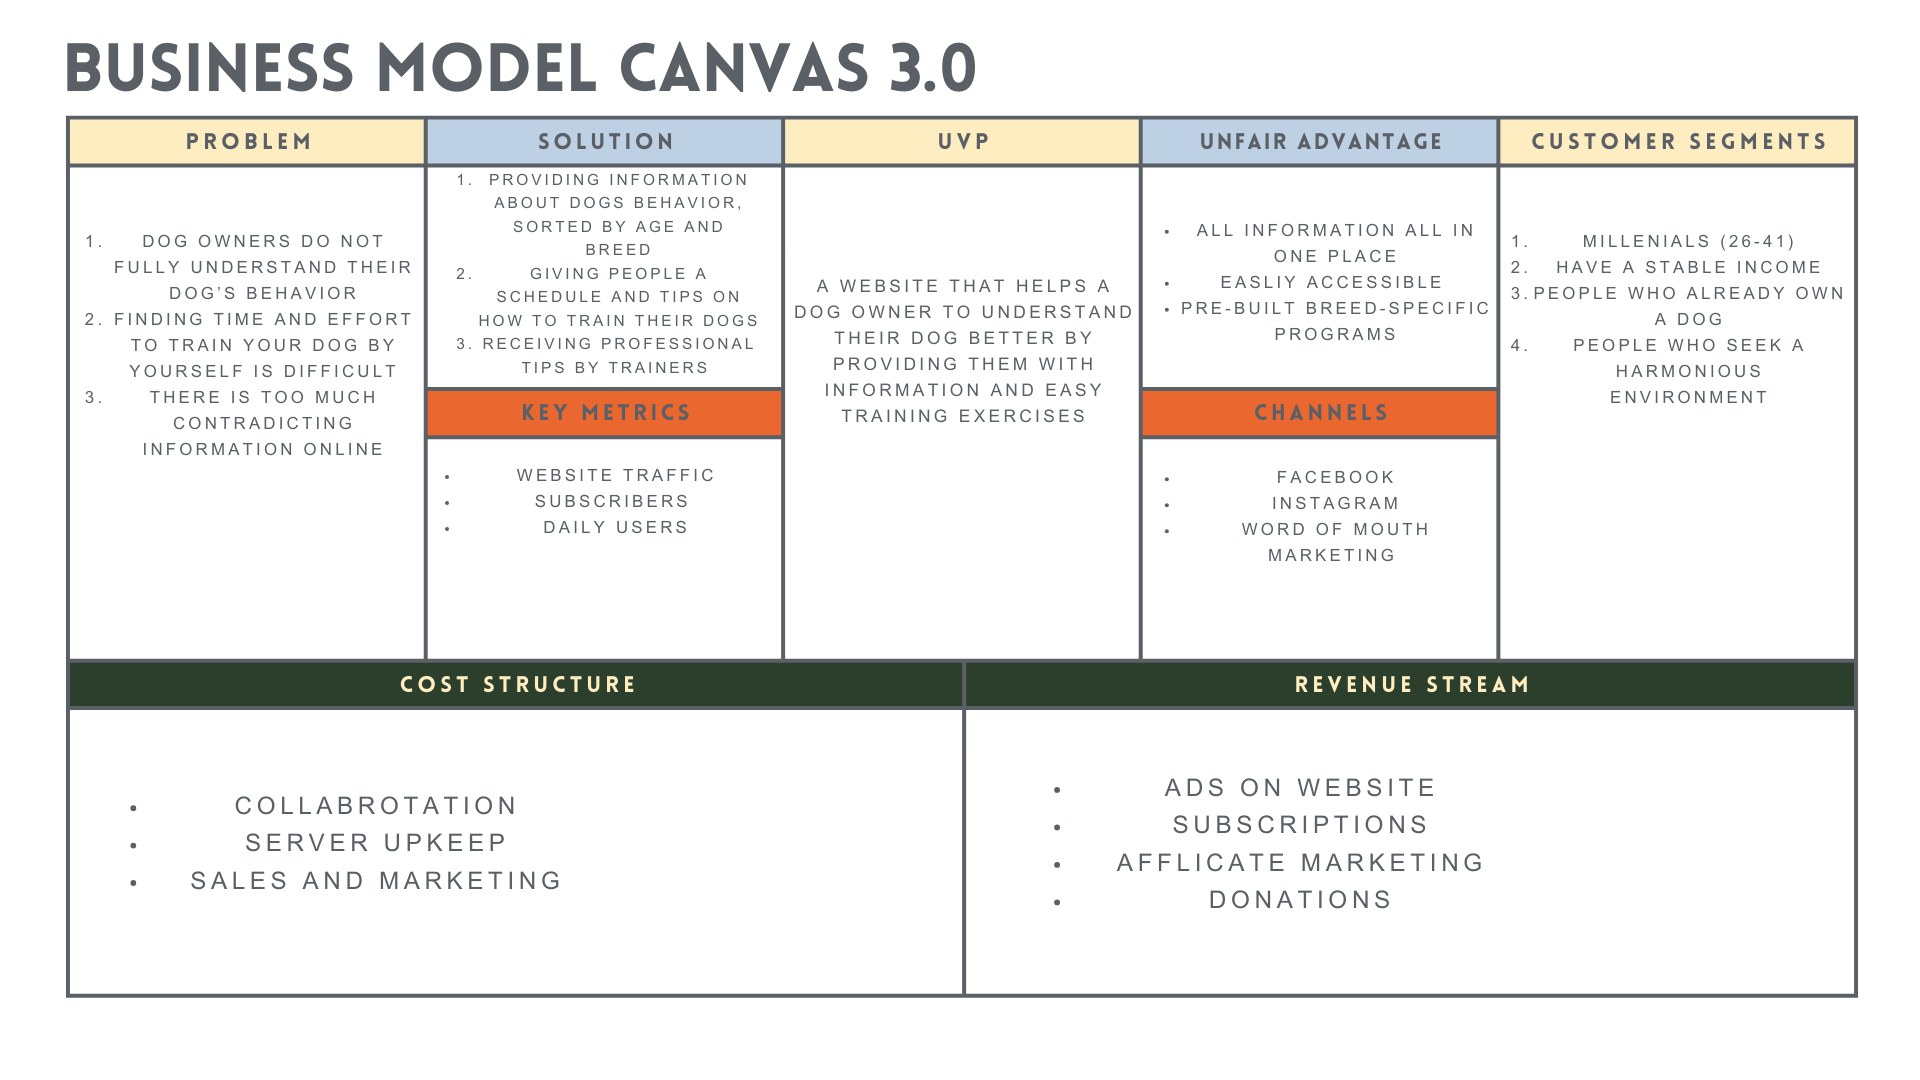 BUSINESS MODEL CANVAS 3.0
PROBLEM
1. DOG OWNERS DO NOT
FULLY UNDERSTAND THEIR
DOG'S BEHAVIOR
2. FINDING TIME AND EFFORT
TO TRAIN YOUR DOG BY
YOURSELF IS DIFFICULT
3. THERE IS TOO MUCH
CONTRADICTING
INFORMATION ONLINE
SOLUTION
1. PROVIDING INFORMATION
ABOUT DOGS BEHAVIOR,
SORTED BY AGE AND
BREED
2. GIVING PEOPLE A
SCHEDULE AND TIPS ON
HOW TO TRAIN THEIR DOGS
3. RECEIVING PROFESSIONAL
TIPS BY TRAINERS
KEY METRICS
• WEBSITE TRAFFIC
• SUBSCRIBERS
• DAILY USERS
UVP
A WEBSITE THAT HELPS A
DOG OWNER TO UNDERSTAND
THEIR DOG BETTER BY
PROVIDING THEM WITH
INFORMATION AND EASY
TRAINING EXERCISES
UNFAIR ADVANTAGE
• ALL INFORMATION ALL IN
ONE PLACE
• EASLIY ACCESSIBLE
• PRE-BUILT BREED-SPECIFIC
PROGRAMS
CHANNELS
• FACEBOOK
• INSTAGRAM
• WORD OF MOUTH
MARKETING
CUSTOMER SEGMENTS
1. MILLENIALS (26-41)
2. HAVE A STABLE INCOME
3. PEOPLE WHO ALREADY OWN
A DOG
4. PEOPLE WHO SEEK A
HARMONIOUS
ENVIRONMENT
COST STRUCTURE
• COLLABROTATION
• SERVER UPKEEP
• SALES AND MARKETING
REVENUE STREAM
• ADS ON WEBSITE
• SUBSCRIPTIONS
• AFFLICATE MARKETING
• DONATIONS